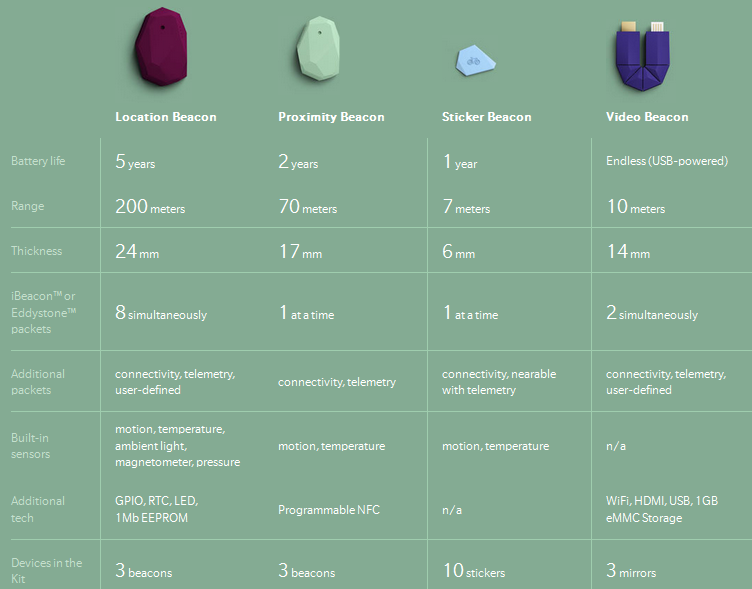 Location Beacon Proximity Beacon Sticker Beacon Video Beacon
Battery life 5 years 2 years 1 year Endless (USB-powered)
Range 200 meters 70 meters 7 meters 10 meters
Thickness 24 mm 17 mm 6 mm 14 mm
iBeacon™ or
Eddystone™ 8 simultaneously 1 at a time 1 at a time 2 simultaneously
packets
Additional connectivity, telemetry, connectivity, telemetry connectivity, nearable connectivity, telemetry,
packets user-defined with telemetry user-defined
motion, temperature,
Built-in ambient light, motion, temperature motion, temperature n/a
sensors magnetometer, pressure
Additional GPIO, RTC, LED, Programmable NFC n/a WiFi, HDMI, USB, 1GB
tech 1Mb EEPROM eMMC Storage
Devices in the 3 beacons 3 beacons 10 stickers 3 mirrors
Kit